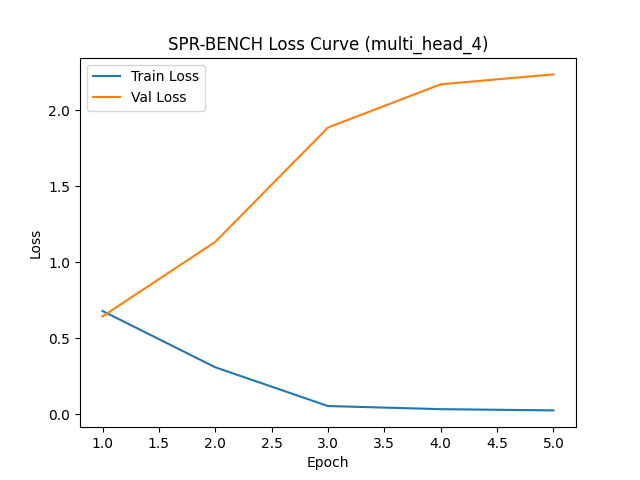 SPR-BENCH Loss Curve (multi_head_4)
Train Loss
Val Loss
2.0
1.5
1.0
0.5
0.0
Loss
1.0 1.5 2.0 2.5 3.0 3.5 4.0 4.5 5.0
Epoch